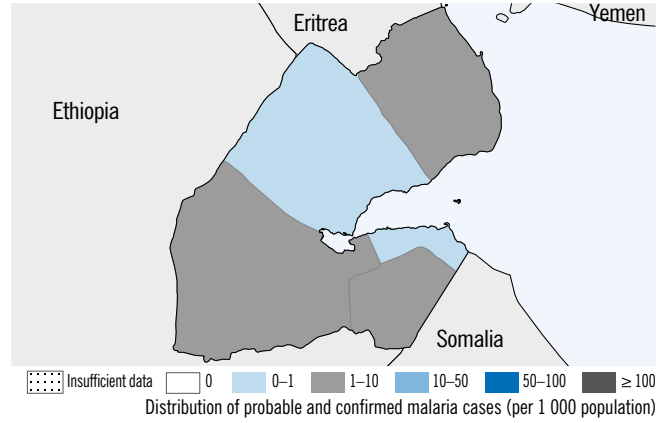 Eritrea
Yemen
Ethiopia
Somalia
Insufficient data 0 0–1 1–10 10–50 50–100 ≥ 100
Distribution of probable and confirmed malaria cases (per 1 000 population)